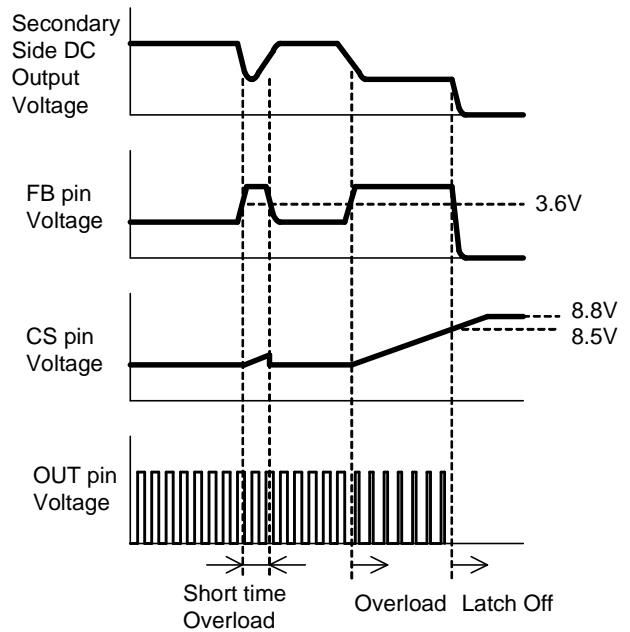 Secondary
Side DC
Output
Voltage
FB pin
Voltage
3.6V
CS pin
Voltage
8.8V
8.5V
OUT pin
Voltage
Short time
Overload
Overload
Latch Off